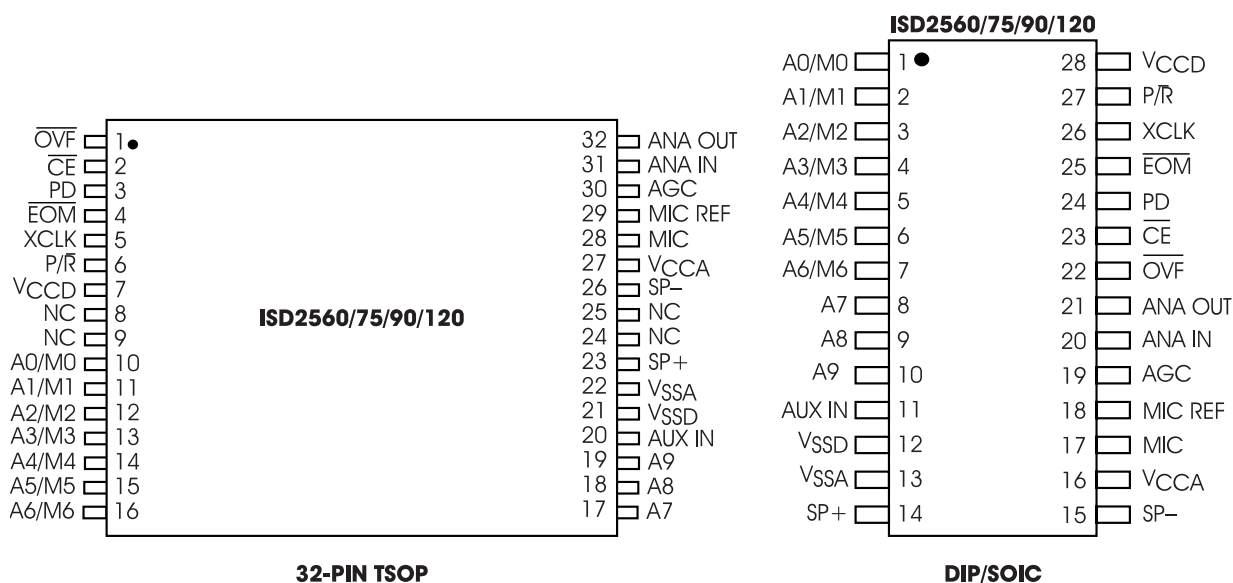 ISD2560/75/90/120
A0/M0 1 28 VCCD
A1/M1 2 27 P/R̅
A2/M2 3 26 XCLK
A3/M3 4 25 E̅O̅M̅
A4/M4 5 24 PD
A5/M5 6 23 C̅E̅
A6/M6 7 22 O̅V̅F̅
A7 8 21 ANA OUT
A8 9 20 ANA IN
A9 10 19 AGC
AUX IN 11 18 MIC REF
VSSD 12 17 MIC
VSSA 13 16 VCCA
SP+ 14 15 SP–
DIP/SOIC
O̅V̅F̅ 1 32 ANA OUT
C̅E̅ 2 31 ANA IN
PD 3 30 AGC
E̅O̅M̅ 4 29 MIC REF
XCLK 5 28 MIC
P/R̅ 6 27 VCCA
VCCD 7 26 SP–
NC 8 25 NC
NC 9 24 NC
A0/M0 10 23 SP+
A1/M1 11 22 VSSA
A2/M2 12 21 VSSD
A3/M3 13 20 AUX IN
A4/M4 14 19 A9
A5/M5 15 18 A8
A6/M6 16 17 A7
ISD2560/75/90/120
32-PIN TSOP